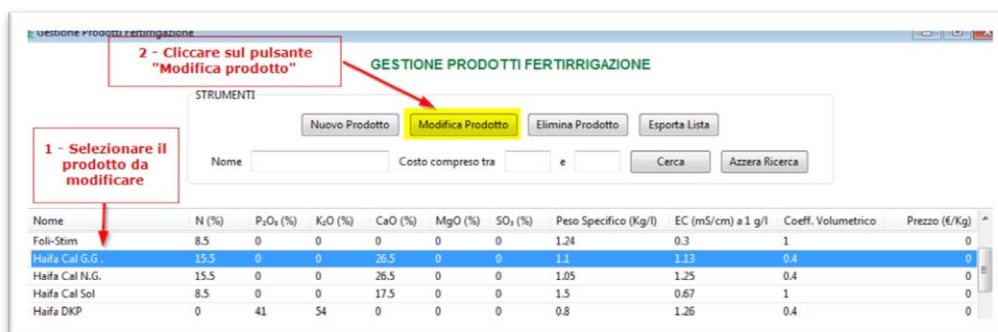 Gestione Prodotti Fertirrigazione
2 - Cliccare sul pulsante
"Modifica prodotto"
GESTIONE PRODOTTI FERTIRRIGAZIONE
STRUMENTI
Nuovo Prodotto Modifica Prodotto Elimina Prodotto Esporta Lista
1 - Selezionare il
prodotto da
modificare
Nome Costo compreso tra e Cerca Azzera Ricerca
Nome N (%) P₂O₅ (%) K₂O (%) CaO (%) MgO (%) SO₃ (%) Peso Specifico (Kg/l) EC (mS/cm) a 1 g/l Coeff. Volumetrico Prezzo (€/Kg)
Foli-Stim 8.5 0 0 0 0 0 1.24 0.3 1 0
Haifa Cal G.G . 15.5 0 0 26.5 0 0 1.1 1.13 0.4 0
Haifa Cal N.G. 15.5 0 0 26.5 0 0 1.05 1.25 0.4 0
Haifa Cal Sol 8.5 0 0 17.5 0 0 1.5 0.67 1 0
Haifa DKP 0 41 54 0 0 0 0.8 1.26 0.4 0